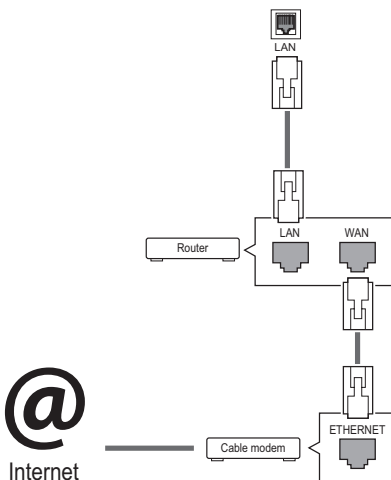 LAN
LAN
WAN
Router
ETHERNET
@
Cable modem
Internet